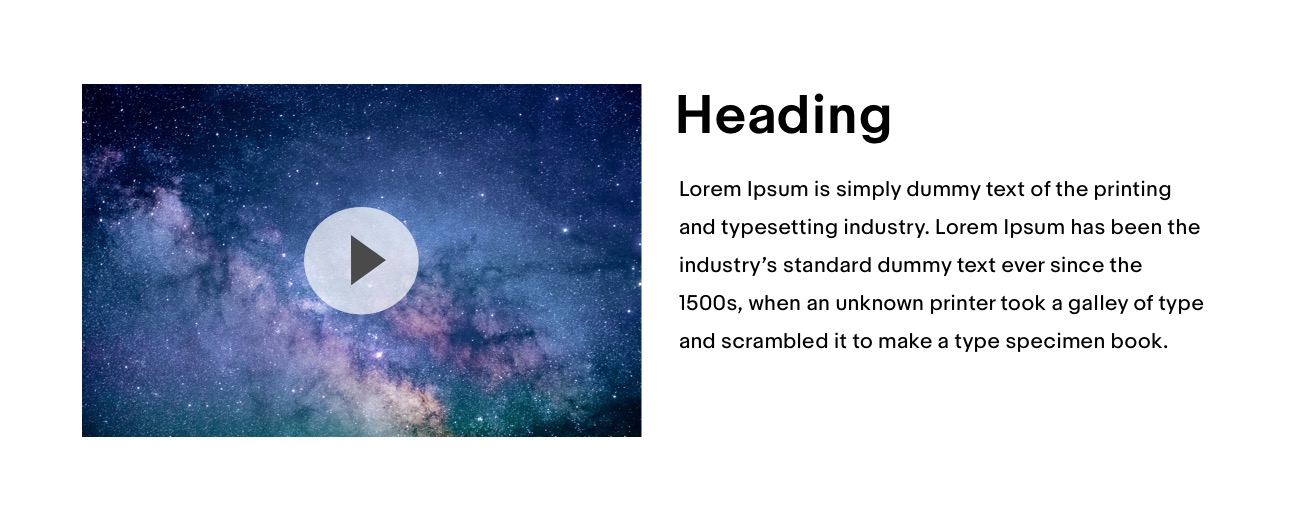 Heading
Lorem Ipsum is simply dummy text of the printing
and typesetting industry. Lorem Ipsum has been the
industry’s standard dummy text ever since the
1500s, when an unknown printer took a galley of type
and scrambled it to make a type specimen book.